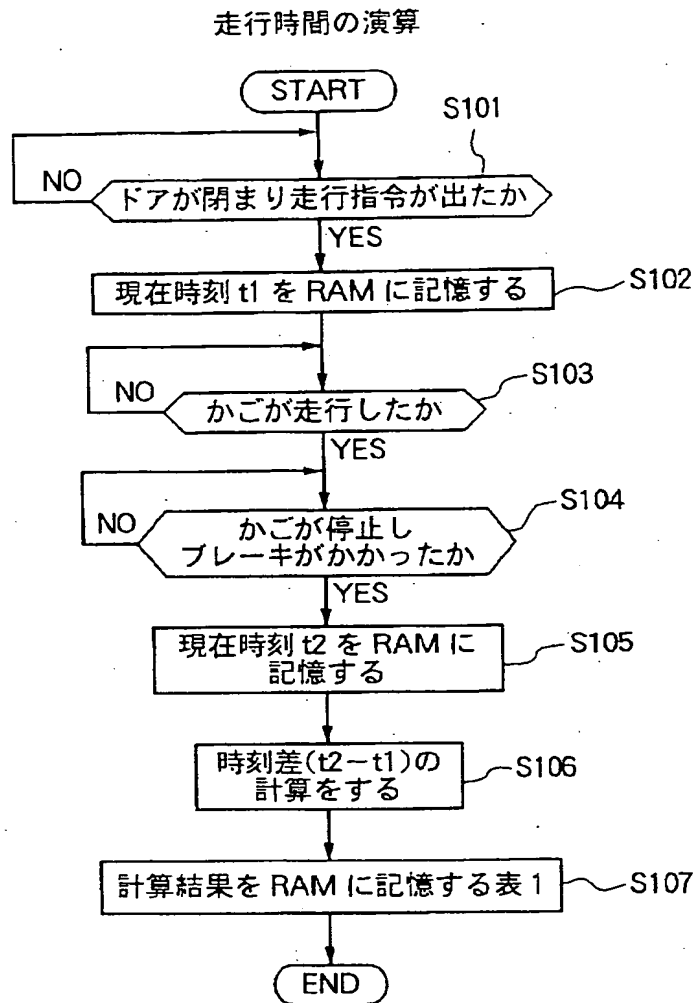 走行時間の演算
START
S101
NO
ドアが閉まり走行指令が出たか
YES
現在時刻 t1 を RAM に記憶する
S102
NO
S103
かごが走行したか
YES
S104
NO
かごが停止し
ブレーキがかかったか
YES
現在時刻 t2 を RAM に
記憶する
S105
時刻差(t2−t1)の
計算をする
S106
計算結果を RAM に記憶する表 1
S107
END